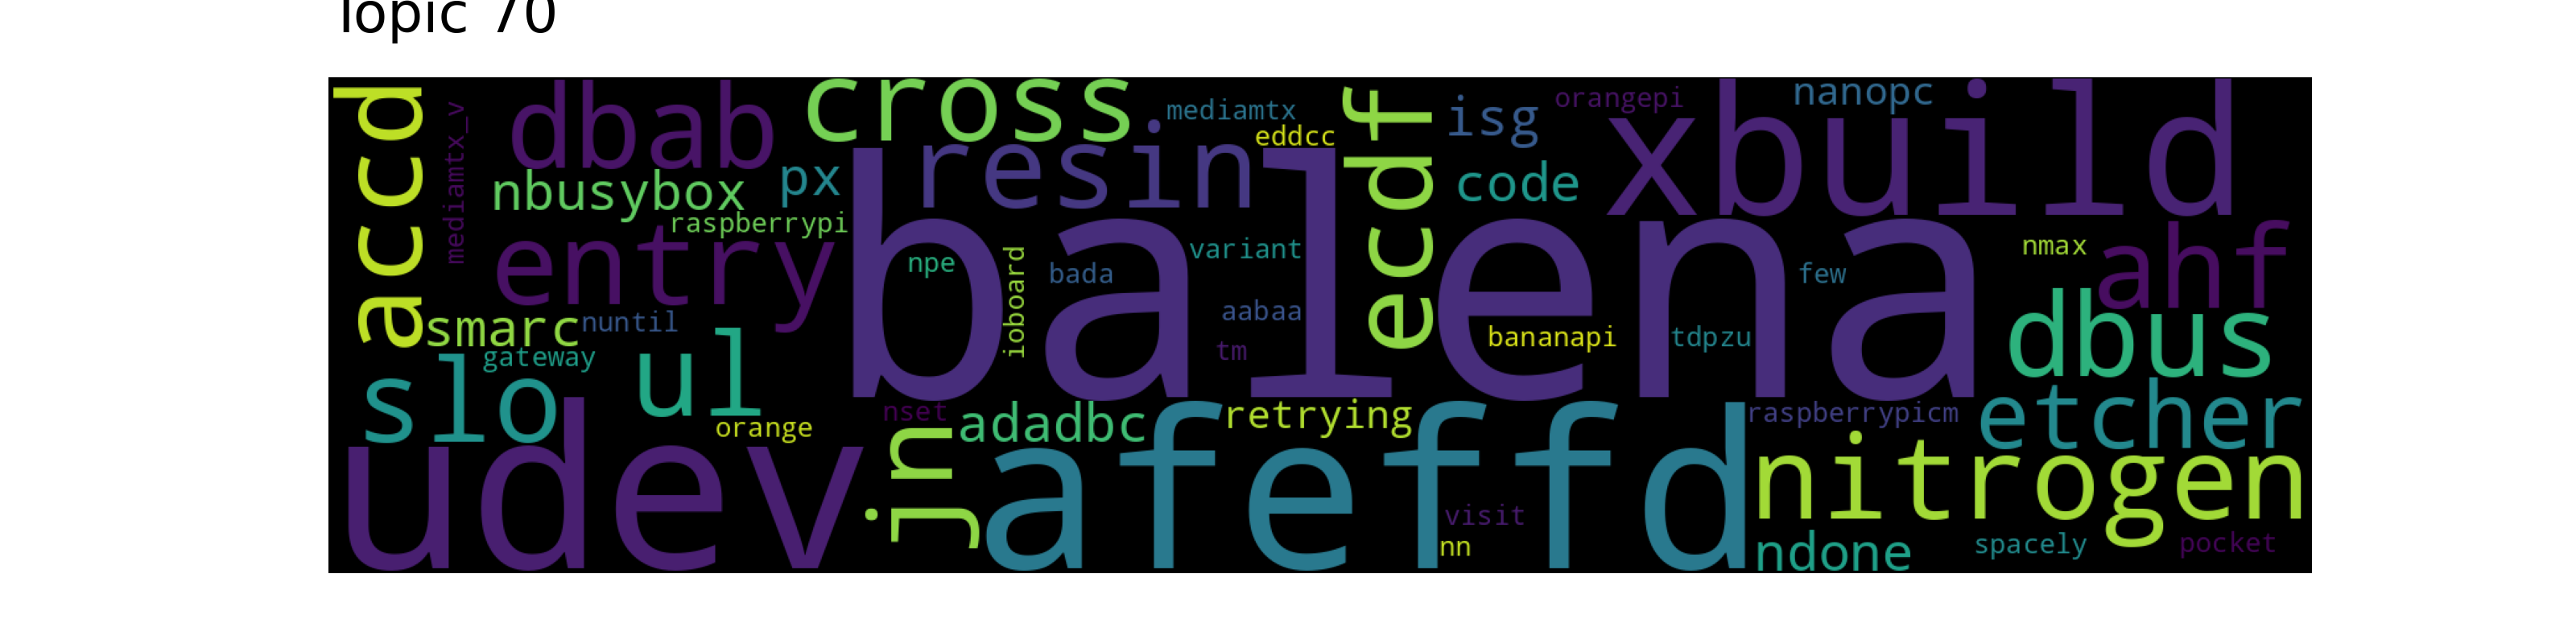 Topic 70
accd
mediamtx_v
dbab
cross
mediamtx
eddcc
ecdf
isg
orangepi
nanopc
xbuild
nbusybox
px
resin
code
raspberrypi
entry
balena
npe
ioboard
bada
variant
aabaa
tm
bananapi
tdpzu
few
nmax
ahf
smarc
nuntil
gateway
slo
ul
orange
dbus
nset
adadbc
retrying
raspberrypicm
etcher
udev
jn
afeffd
visit
nn
nitrogen
ndone
spacely
pocket